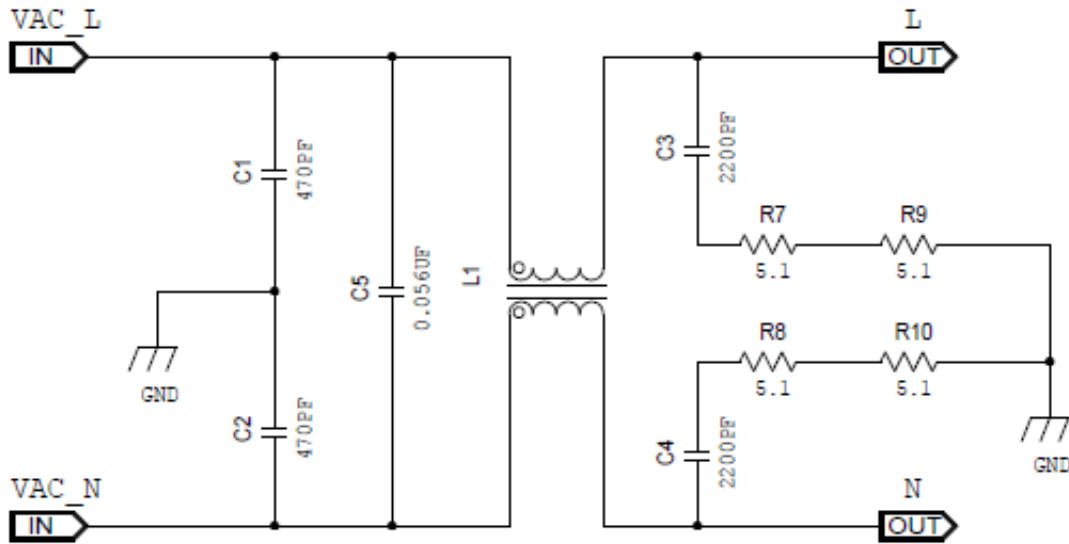 VAC_L
L
IN
OUT
C1
470PF
C3
2200PF
R7
R9
5.1
5.1
C5
0.056UF
L1
R8
R10
5.1
5.1
GND
C2
470PF
C4
2200PF
GND
VAC_N
N
IN
OUT